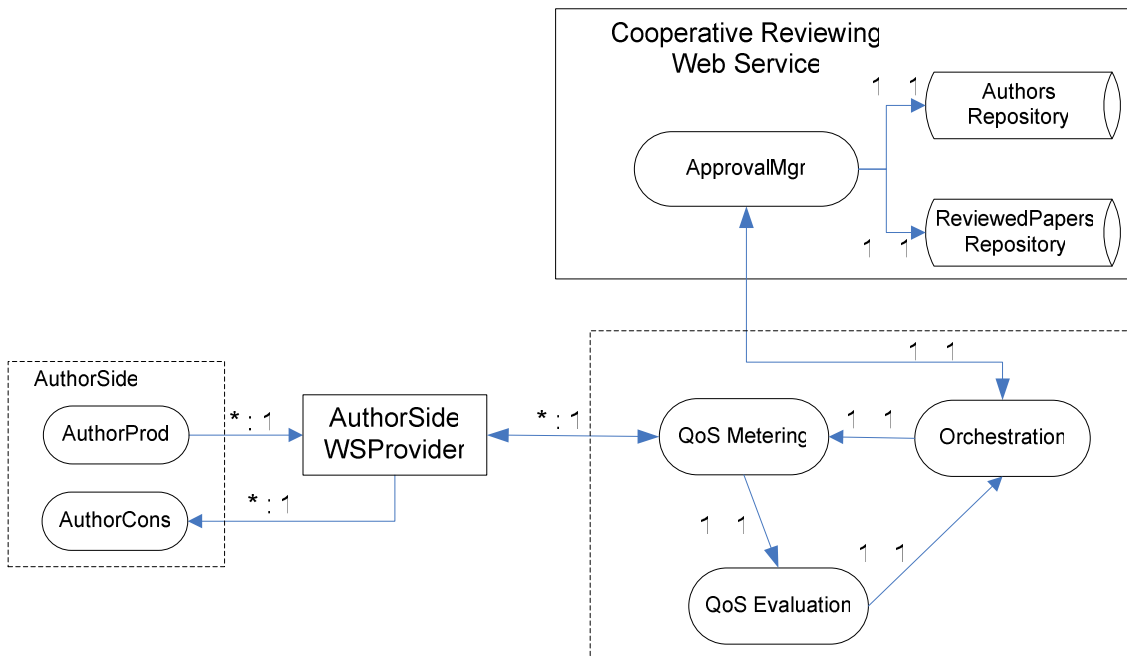 Cooperative Reviewing
Web Service
1 1
Authors
Repository
ApprovalMgr
ReviewedPapers
Repository
1 1
1 1
AuthorSide
AuthorProd
* : 1
AuthorSide
WSProvider
* : 1
QoS Metering
1 1
Orchestration
AuthorCons
* : 1
1 1
1 1
QoS Evaluation